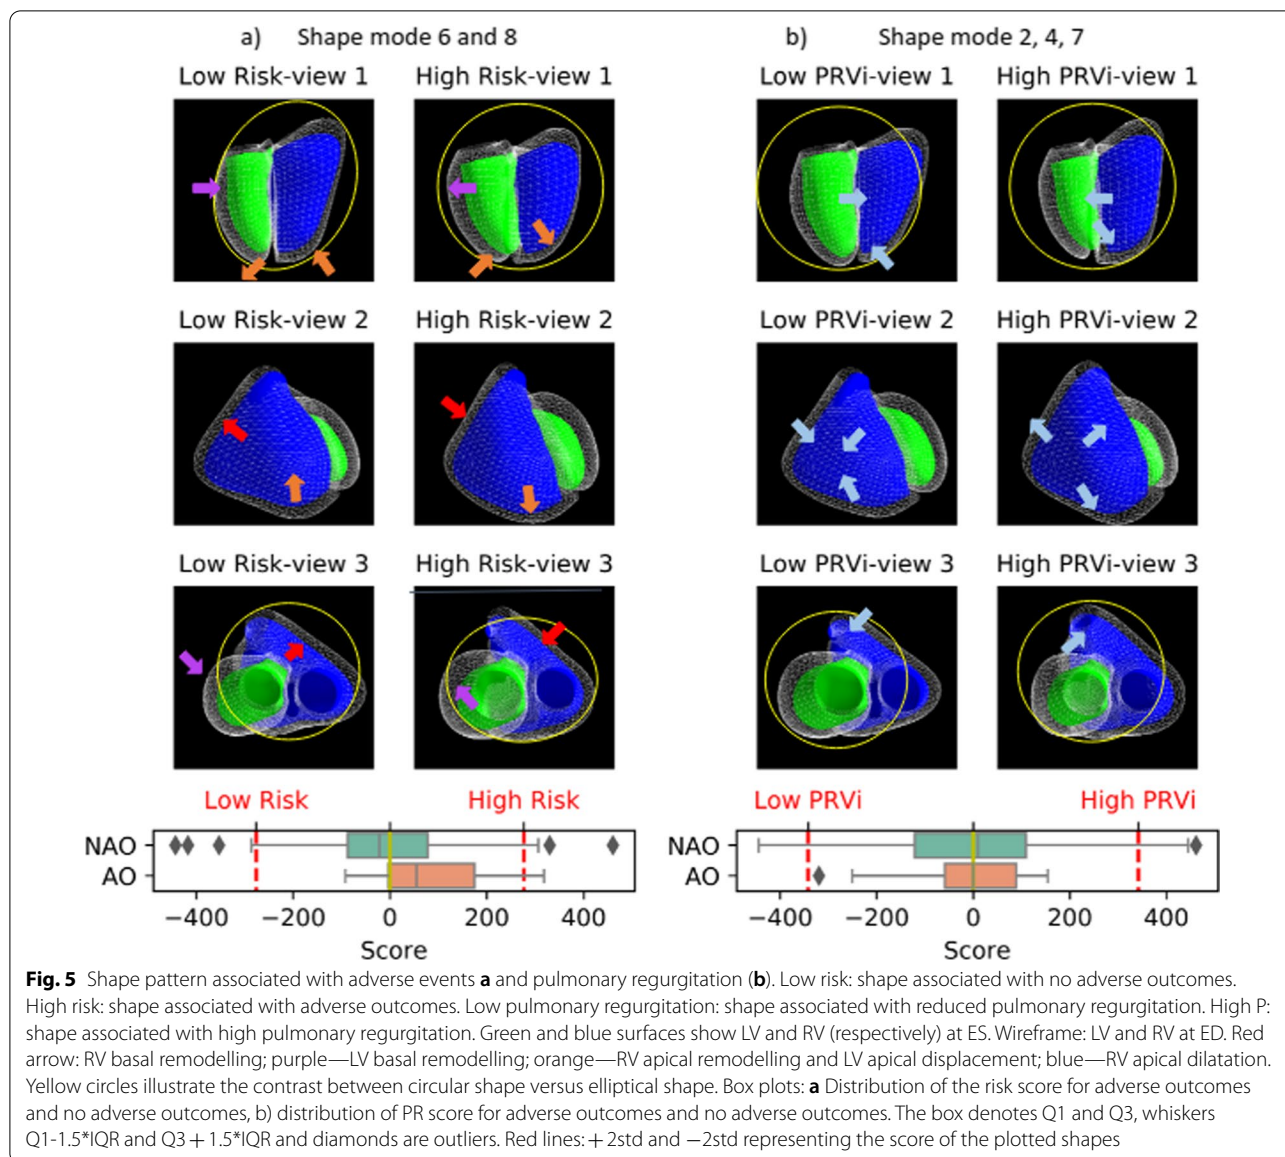 a) Shape mode 6 and 8
b) Shape mode 2, 4, 7
Low Risk-view 1
High Risk-view 1
Low PRVi-view 1
High PRVi-view 1
Low Risk-view 2
High Risk-view 2
Low PRVi-view 2
High PRVi-view 2
Low Risk-view 3
High Risk-view 3
Low PRVi-view 3
High PRVi-view 3
Low Risk
High Risk
NAO
AO
−400 −200 0 200 400
Score
Low PRVi
High PRVi
NAO
AO
−400 −200 0 200 400
Score
Fig. 5 Shape pattern associated with adverse events a and pulmonary regurgitation (b). Low risk: shape associated with no adverse outcomes.
High risk: shape associated with adverse outcomes. Low pulmonary regurgitation: shape associated with reduced pulmonary regurgitation. High P:
shape associated with high pulmonary regurgitation. Green and blue surfaces show LV and RV (respectively) at ES. Wireframe: LV and RV at ED. Red
arrow: RV basal remodelling; purple—LV basal remodelling; orange—RV apical remodelling and LV apical displacement; blue—RV apical dilatation.
Yellow circles illustrate the contrast between circular shape versus elliptical shape. Box plots: a Distribution of the risk score for adverse outcomes
and no adverse outcomes, b) distribution of PR score for adverse outcomes and no adverse outcomes. The box denotes Q1 and Q3, whiskers
Q1-1.5*IQR and Q3 + 1.5*IQR and diamonds are outliers. Red lines: + 2std and −2std representing the score of the plotted shapes